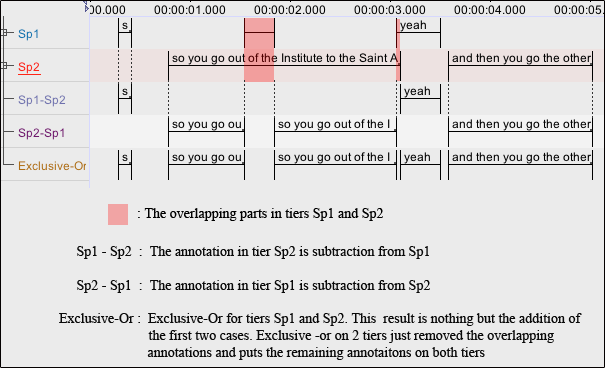 00.000 00:00:01.000 00:00:02.000 00:00:03.000 00:00:04.000 00:00:05.
Sp1 s yeah
Sp2 so you go out of the Institute to the Saint A and then you go the other
Sp1-Sp2 s yeah
Sp2-Sp1 so you go ou so you go out of the I and then you go the other
Exclusive-Or s so you go ou so you go out of the I yeah and then you go the other
: The overlapping parts in tiers Sp1 and Sp2
Sp1 - Sp2 : The annotation in tier Sp2 is subtraction from Sp1
Sp2 - Sp1 : The annotation in tier Sp1 is subtraction from Sp2
Exclusive-Or : Exclusive-Or for tiers Sp1 and Sp2. This result is nothing but the addition of
the first two cases. Exclusive -or on 2 tiers just removed the overlapping
annotations and puts the remaining annotaitons on both tiers